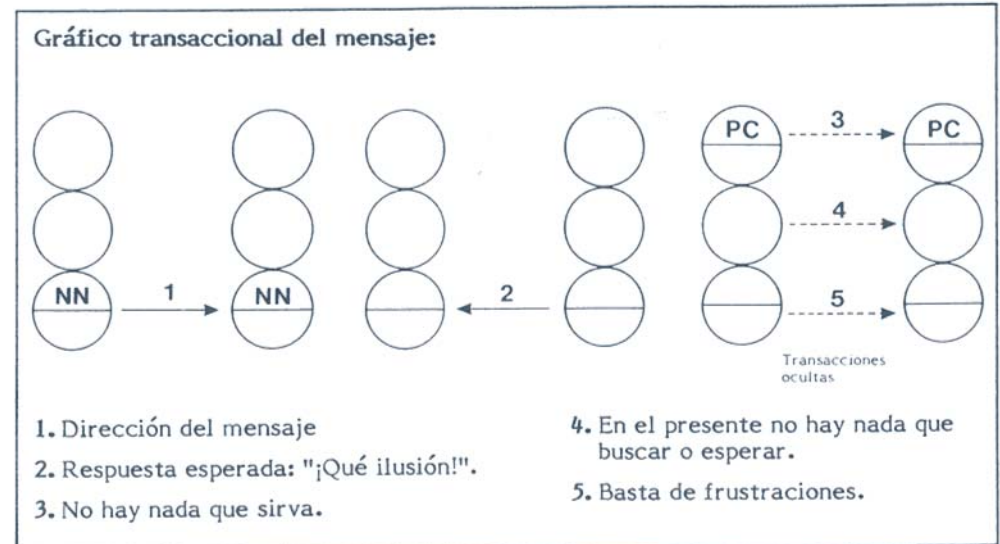 Gráfico transaccional del mensaje:
PC 3 PC
4
NN 1 NN 2 5
Transacciones
ocultas
1. Dirección del mensaje
2. Respuesta esperada: "¡Qué ilusión!".
3. No hay nada que sirva.
4. En el presente no hay nada que
buscar o esperar.
5. Basta de frustraciones.